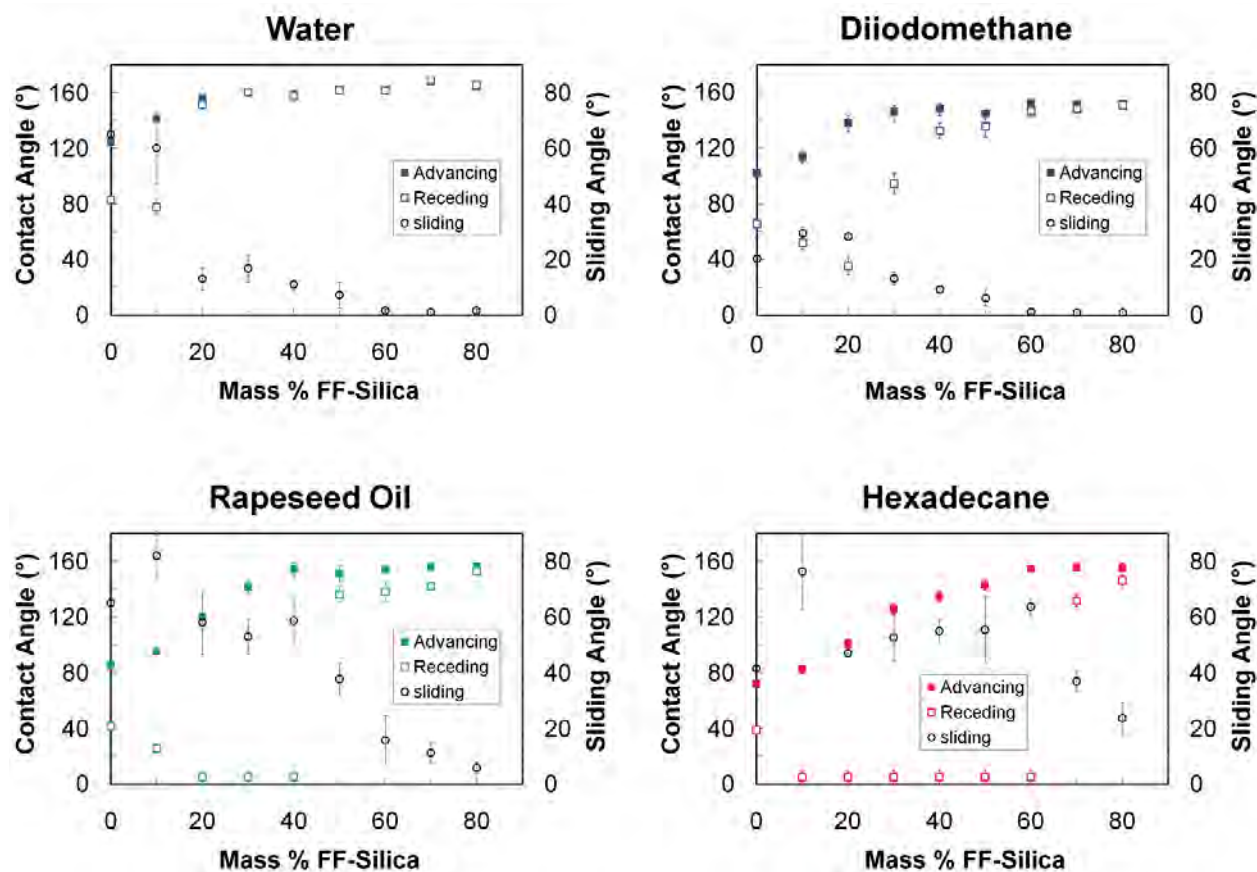 Water
Contact Angle (°)
160
120
80
40
0
Advancing
Receding
sliding
80
60
40
20
0
Sliding Angle (°)
0 20 40 60 80
Mass % FF-Silica
Diiodomethane
Contact Angle (°)
160
120
80
40
0
Advancing
Receding
sliding
80
60
40
20
0
Sliding Angle (°)
0 20 40 60 80
Mass % FF-Silica
Rapeseed Oil
Contact Angle (°)
160
120
80
40
0
Advancing
Receding
sliding
80
60
40
20
0
Sliding Angle (°)
0 20 40 60 80
Mass % FF-Silica
Hexadecane
Contact Angle (°)
160
120
80
40
0
Advancing
Receding
sliding
80
60
40
20
0
Sliding Angle (°)
0 20 40 60 80
Mass % FF-Silica